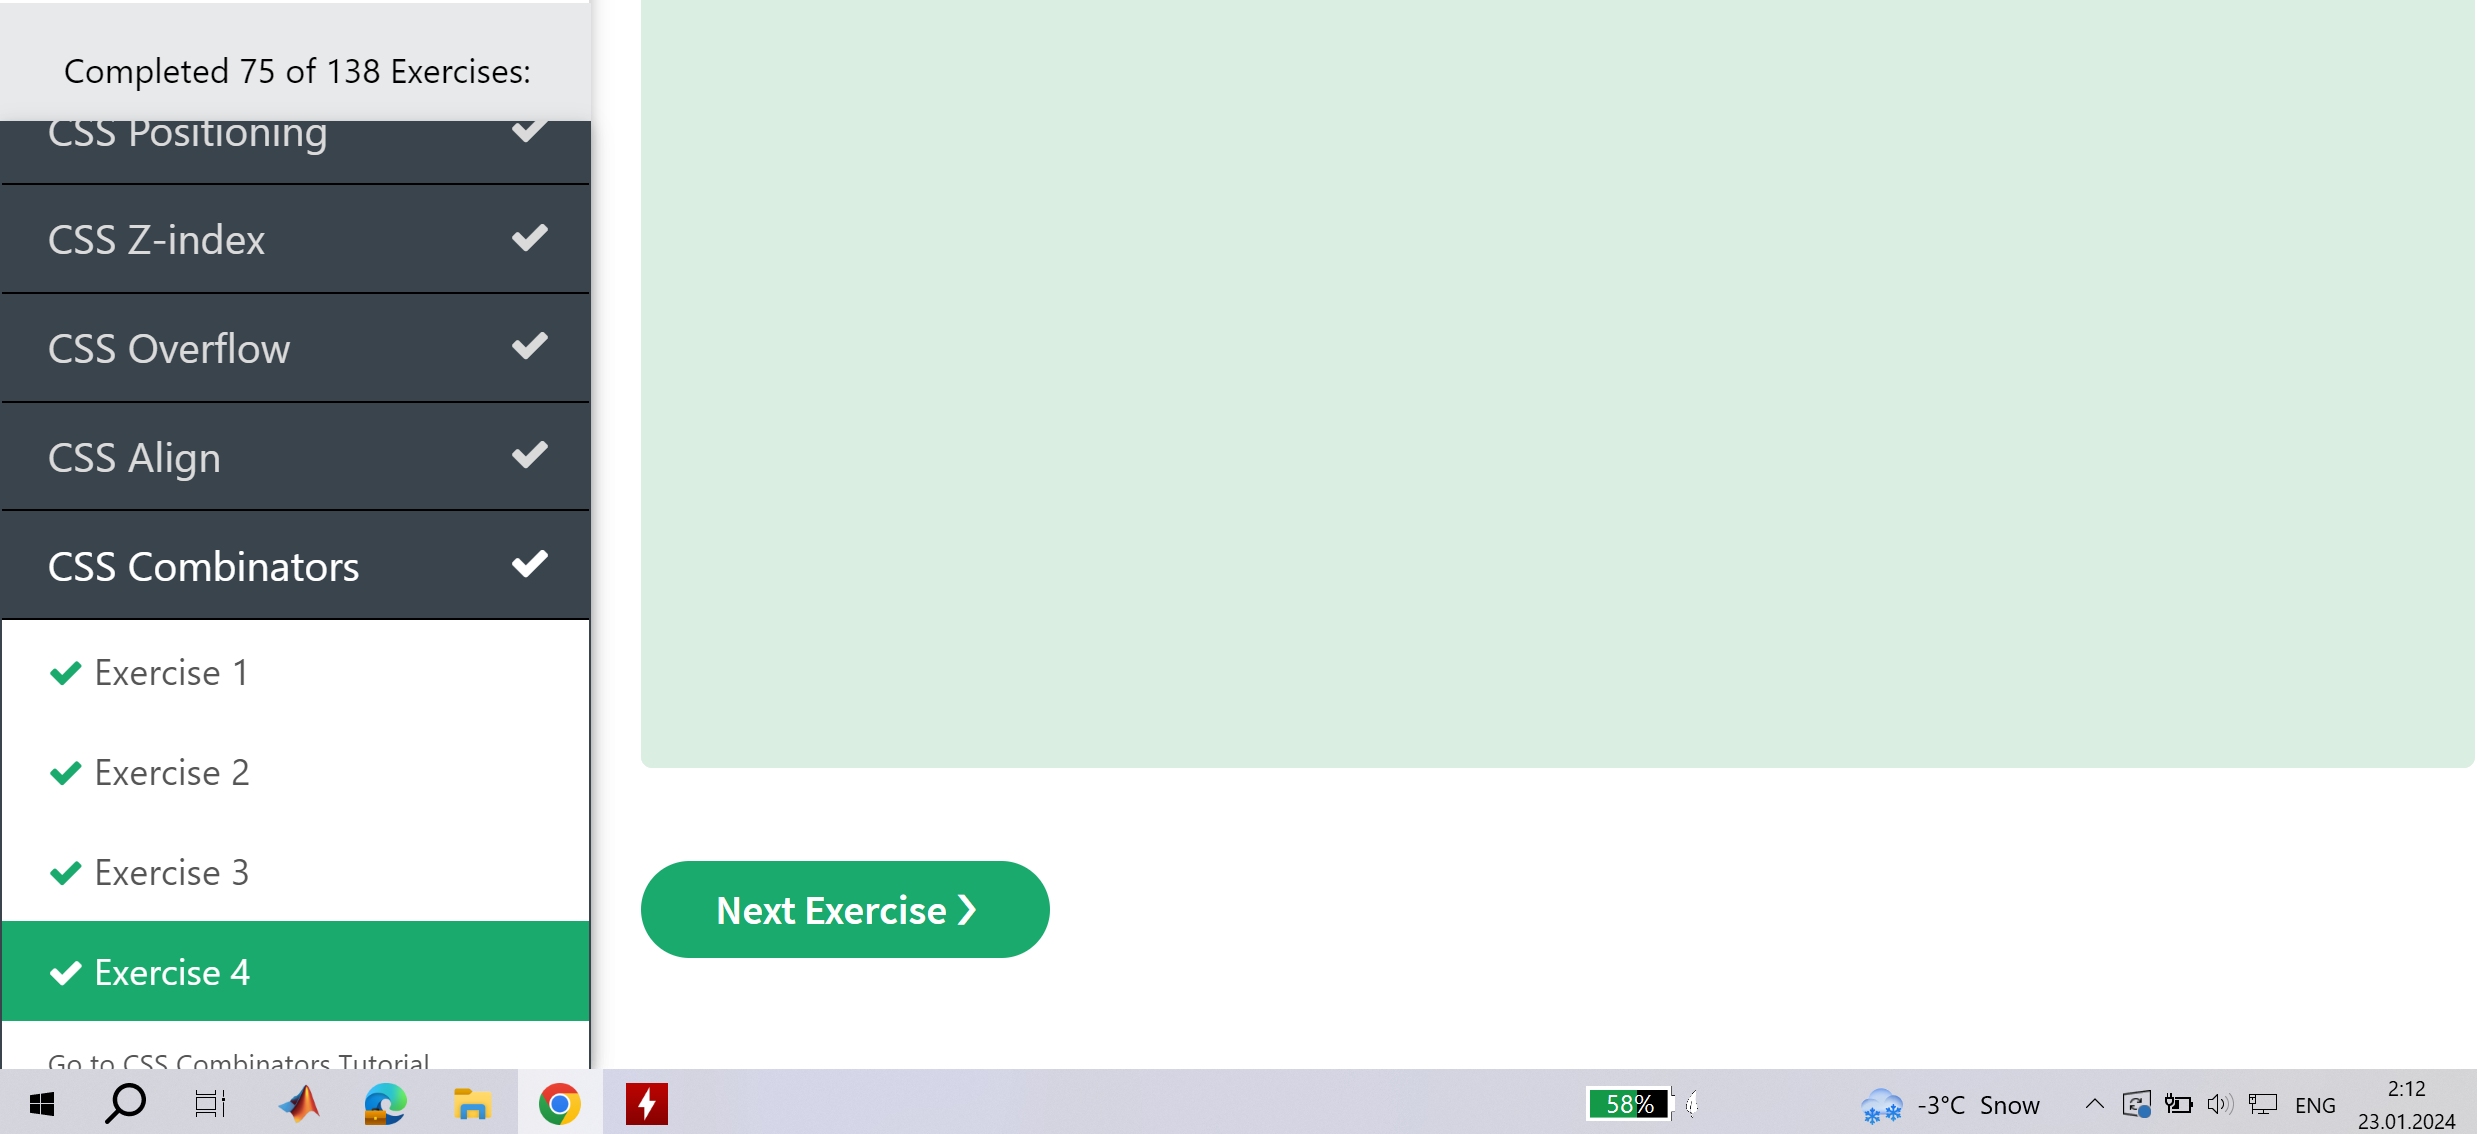 Completed 75 of 138 Exercises:
CSS Positioning
CSS Z-index
CSS Overflow
CSS Align
CSS Combinators
Exercise 1
Exercise 2
Exercise 3
Exercise 4
Go to CSS Combinators Tutorial
Next Exercise ❯
58%
-3°C Snow
ENG
2:12
23.01.2024